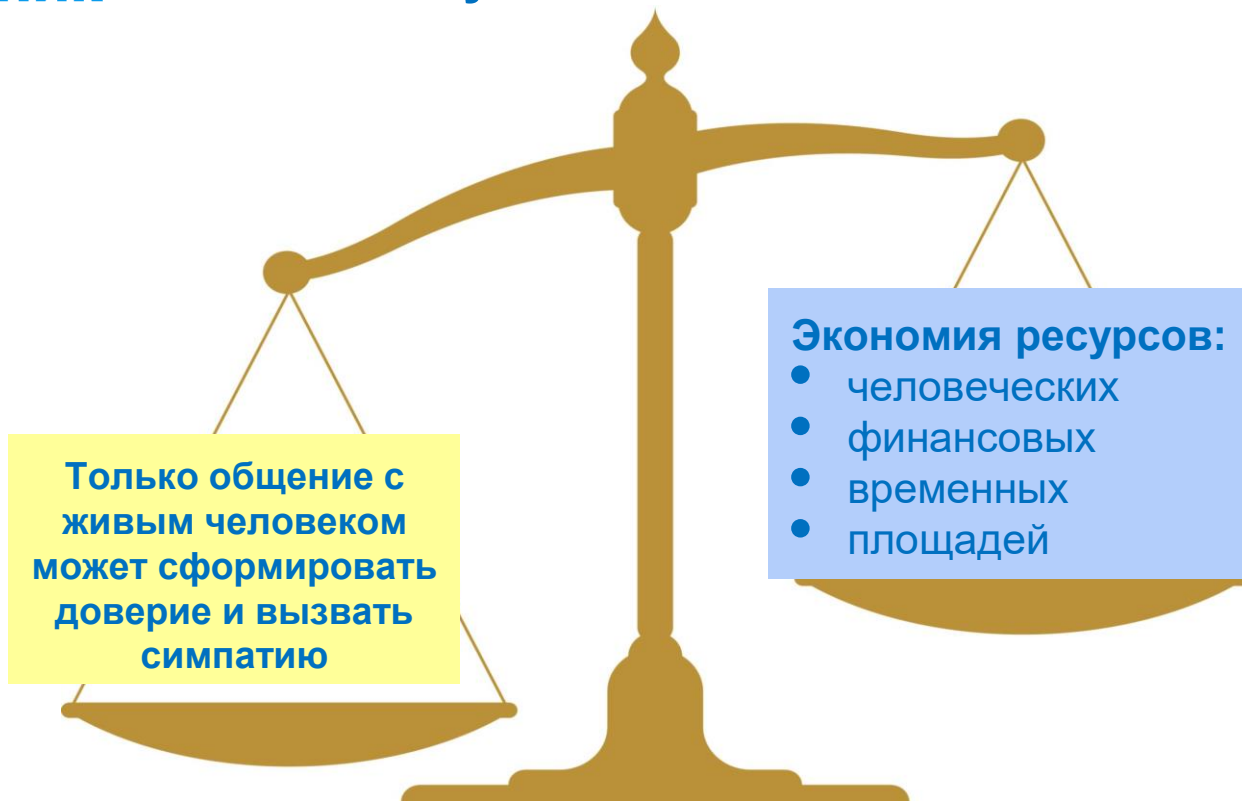 Только общение с
живым человеком
может сформировать
доверие и вызвать
симпатию
Экономия ресурсов:
• человеческих
• финансовых
• временных
• площадей